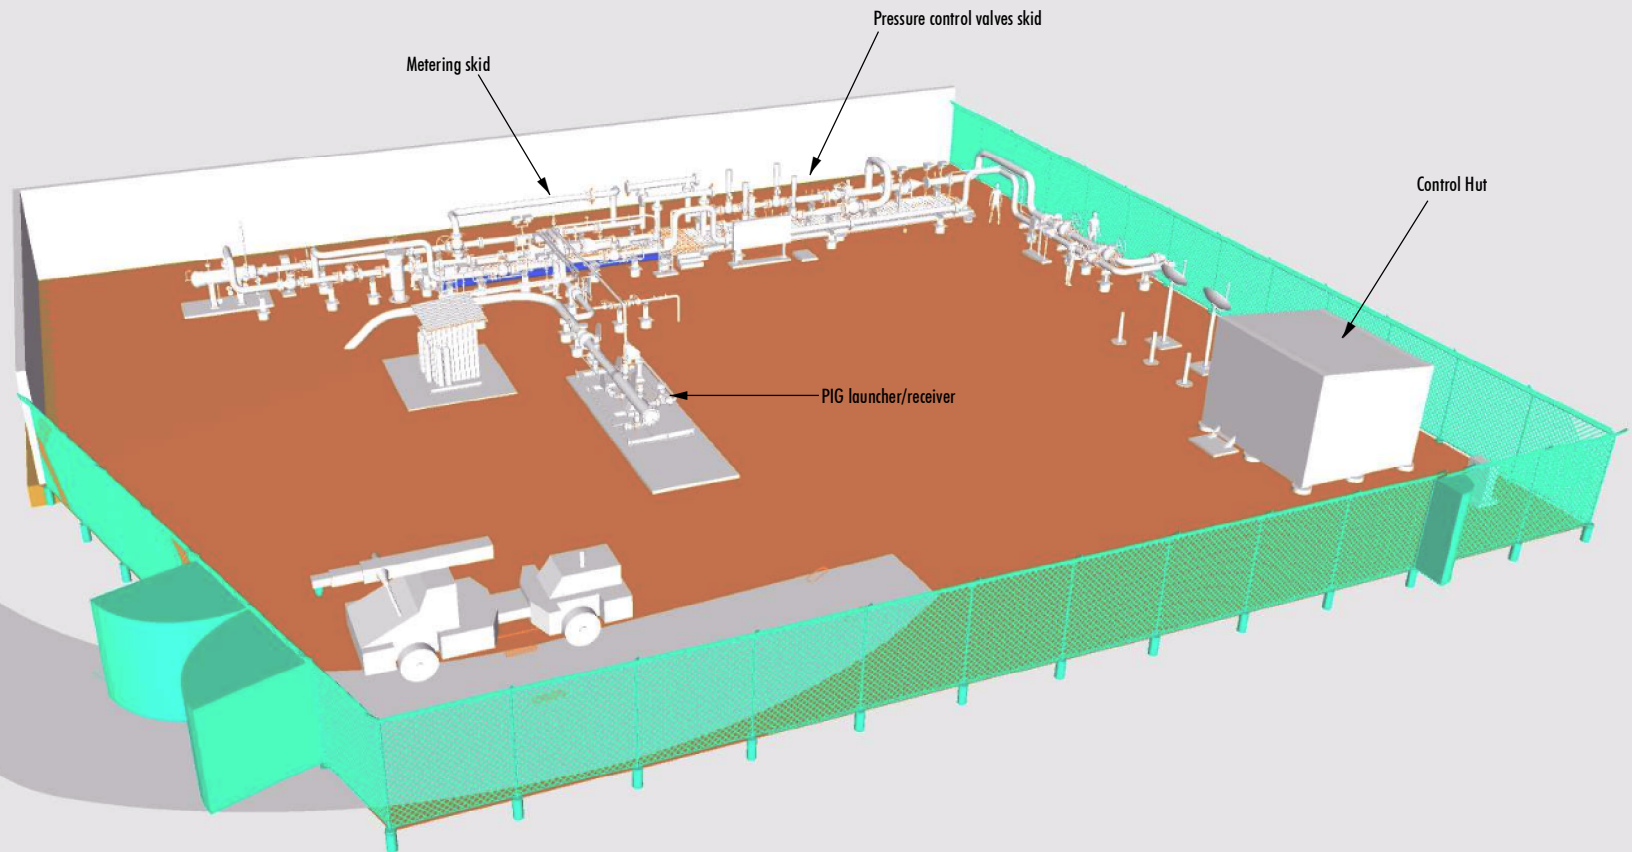 Pressure control valves skid
Metering skid
Control Hut
PIG launcher/receiver